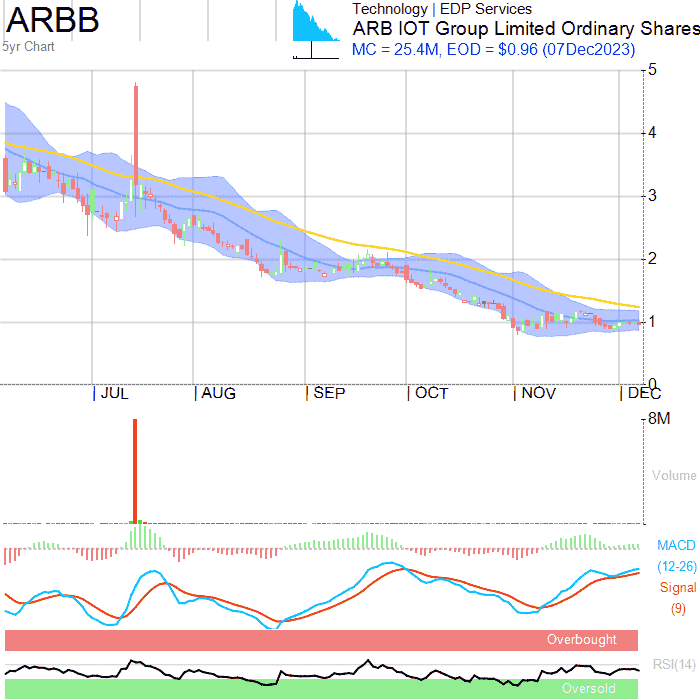 ARBB
5yr Chart
Technology | EDP Services
ARB IOT Group Limited Ordinary Shares
MC = 25.4M, EOD = $0.96 (07Dec2023)
5
4
3
2
1
0
| JUL | AUG | SEP | OCT | NOV | DEC
8M
Volume
MACD
(12-26)
Signal
(9)
Overbought
RSI(14)
Oversold